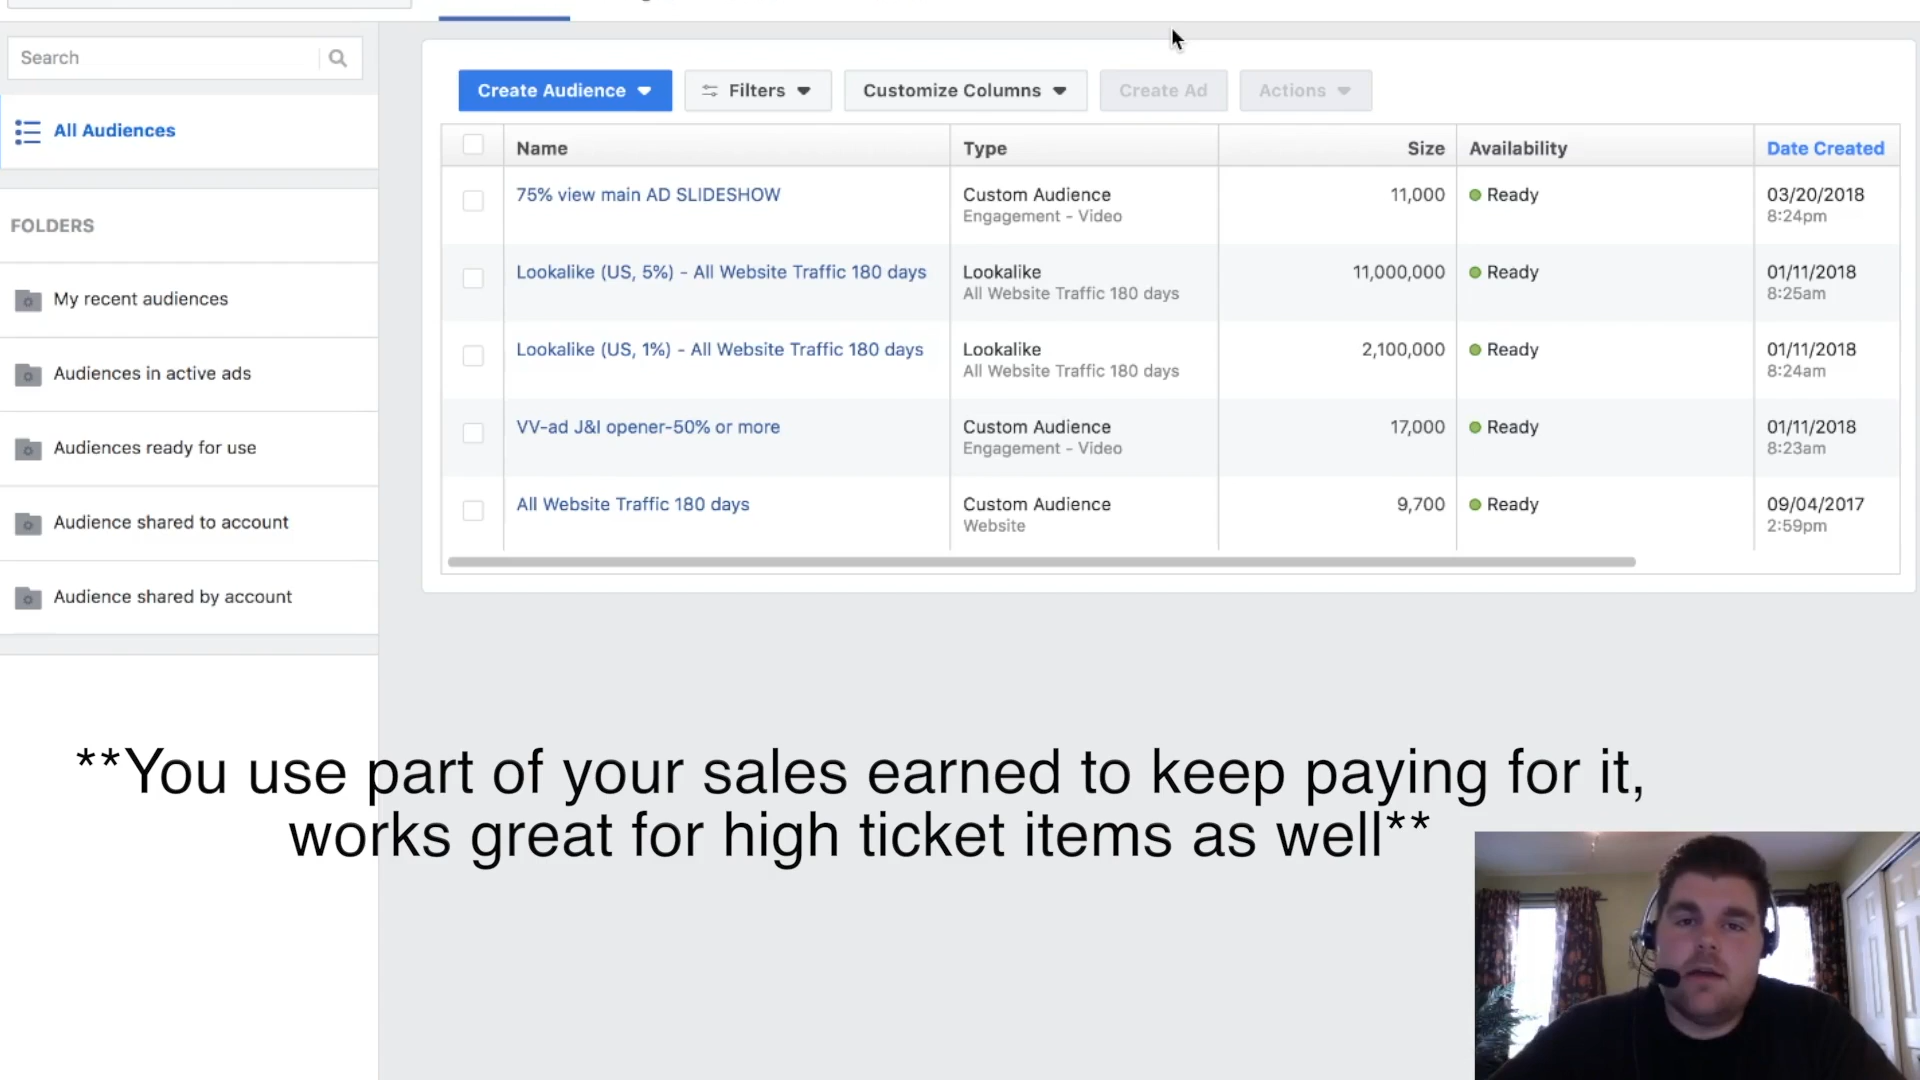 Search
All Audiences
FOLDERS
My recent audiences
Audiences in active ads
Audiences ready for use
Audience shared to account
Audience shared by account
Create Audience Filters Customize Columns Create Ad Actions
Name Type Size Availability Date Created
75% view main AD SLIDESHOW Custom Audience 11,000 Ready 03/20/2018
Engagement - Video 8:24pm
Lookalike (US, 5%) - All Website Traffic 180 days Lookalike 11,000,000 Ready 01/11/2018
All Website Traffic 180 days 8:25am
Lookalike (US, 1%) - All Website Traffic 180 days Lookalike 2,100,000 Ready 01/11/2018
All Website Traffic 180 days 8:24am
VV-ad J&I opener-50% or more Custom Audience 17,000 Ready 01/11/2018
Engagement - Video 8:23am
All Website Traffic 180 days Custom Audience 9,700 Ready 09/04/2017
Website 2:59pm
**You use part of your sales earned to keep paying for it,
works great for high ticket items as well**